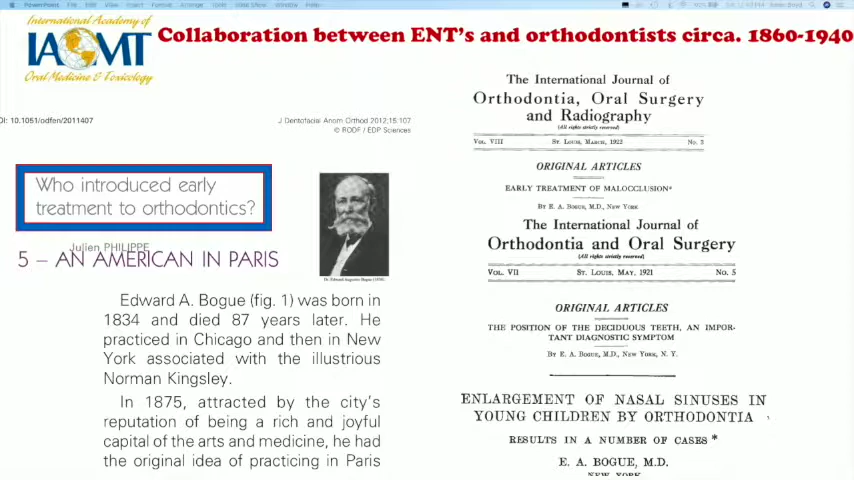 International Academy of
IAOMT
Oral Medicine & Toxicology
Collaboration between ENT's and orthodontists circa. 1860-1940
OI: 10.1051/odfen/2011407
J Dentofacial Anom Orthod 2012;15:107
© RODF / EDP Sciences
Who introduced early
treatment to orthodontics?
Julien PHILIPPE
5 – AN AMERICAN IN PARIS
Edward A. Bogue (fig. 1) was born in
1834 and died 87 years later. He
practiced in Chicago and then in New
York associated with the illustrious
Norman Kingsley.
In 1875, attracted by the city's
reputation of being a rich and joyful
capital of the arts and medicine, he had
the original idea of practicing in Paris
The International Journal of
Orthodontia, Oral Surgery
and Radiography
(All rights strictly reserved)
VOL. VIII ST. LOUIS, MARCH, 1922 NO. 3
ORIGINAL ARTICLES
EARLY TREATMENT OF MALOCCLUSION*
BY E. A. BOGUE, M.D., NEW YORK
The International Journal of
Orthodontia and Oral Surgery
(All rights strictly reserved)
VOL. VII ST. LOUIS, MAY, 1921 NO. 5
ORIGINAL ARTICLES
THE POSITION OF THE DECIDUOUS TEETH, AN IMPOR-
TANT DIAGNOSTIC SYMPTOM
BY E. A. BOGUE, M.D., NEW YORK, N. Y.
ENLARGEMENT OF NASAL SINUSES IN
YOUNG CHILDREN BY ORTHODONTIA
RESULTS IN A NUMBER OF CASES *
E. A. BOGUE, M.D.
NEW YORK